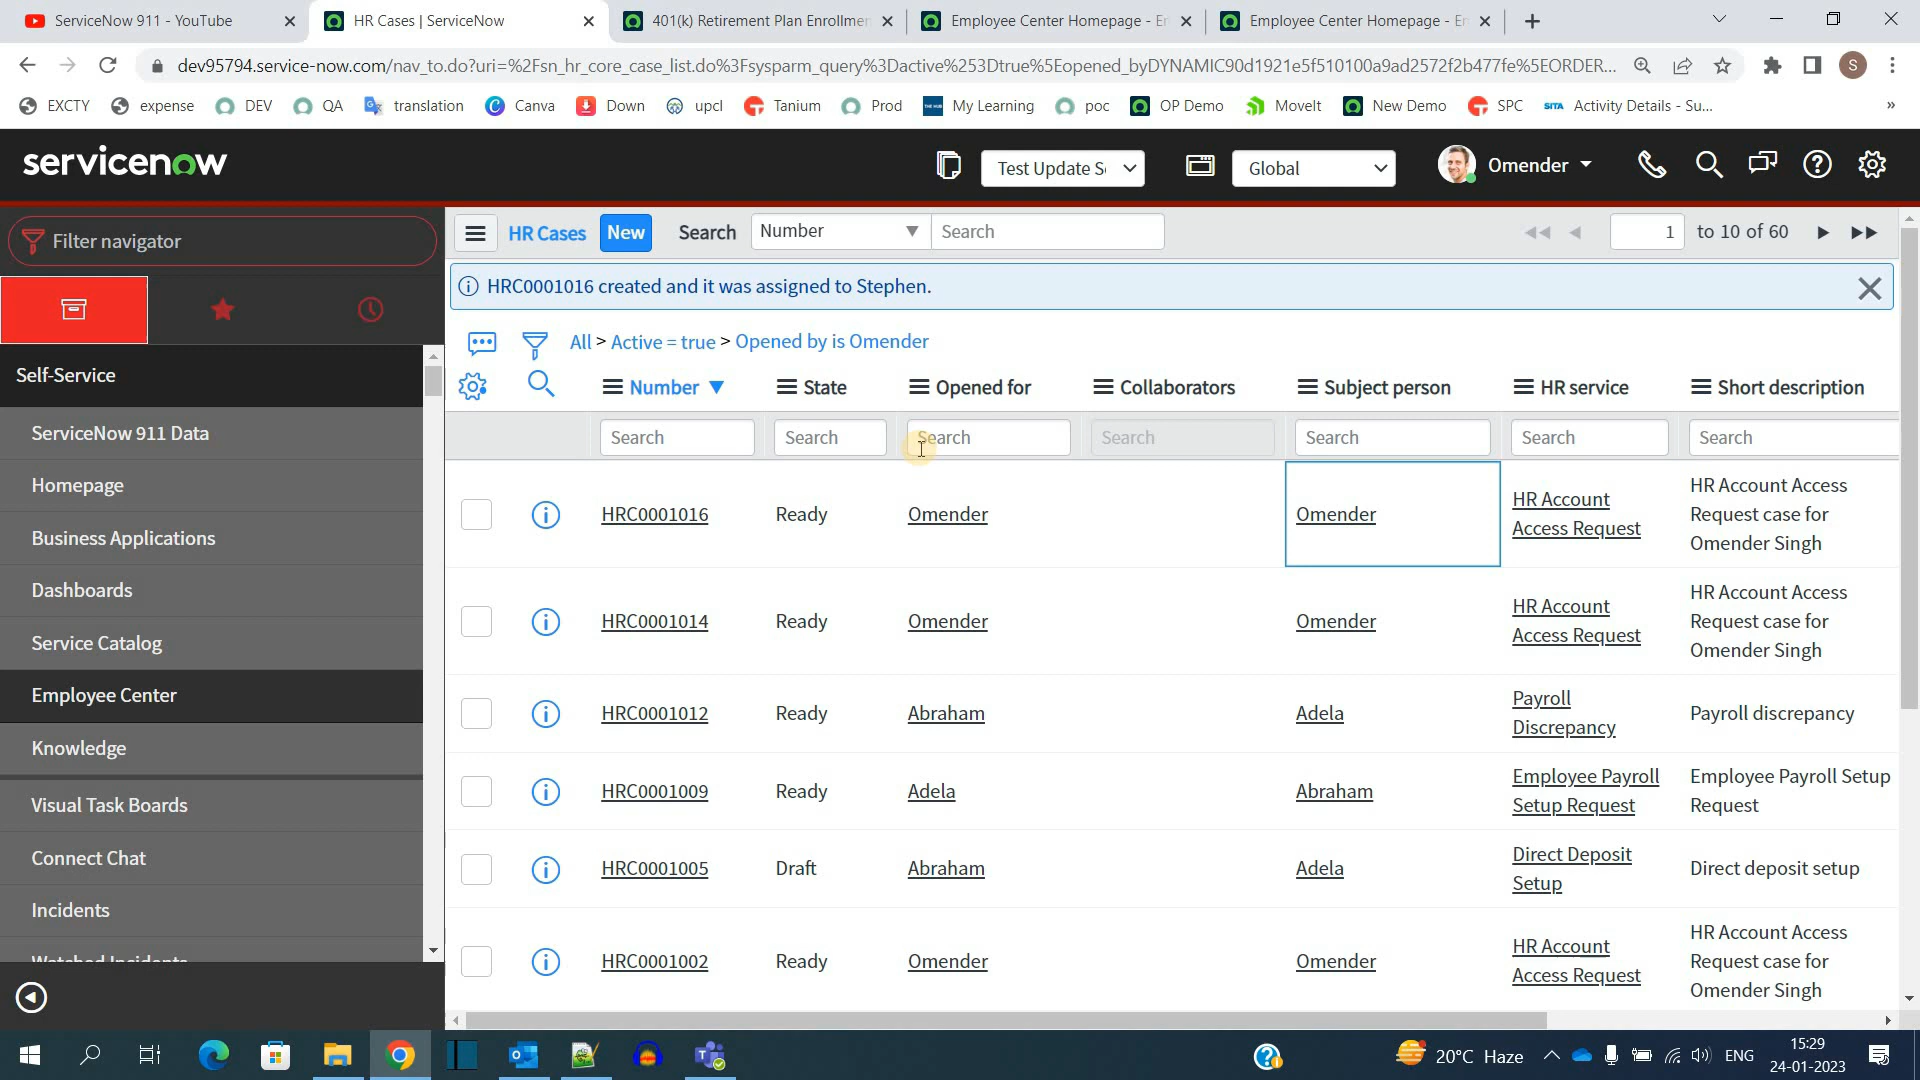 ServiceNow 911 - YouTube
HR Cases | ServiceNow
401(k) Retirement Plan Enrollmen
Employee Center Homepage - En
Employee Center Homepage - En
dev95794.service-now.com/nav_to.do?uri=%2Fsn_hr_core_case_list.do%3Fsysparm_query%3Dactive%253Dtrue%5Eopened_byDYNAMIC90d1921e5f510100a9ad2572f2b477fe%5EORDER...
S
EXCTY
expense
DEV
QA
translation
Canva
Down
upcl
Tanium
Prod
My Learning
poc
OP Demo
MoveIt
New Demo
SPC
SITA
Activity Details - Su...
»
servicenow
Test Update S
Global
Omender
Filter navigator
Self-Service
ServiceNow 911 Data
Homepage
Business Applications
Dashboards
Service Catalog
Employee Center
Knowledge
Visual Task Boards
Connect Chat
Incidents
Watched Incidents
HR Cases
New
Search
Number
Search
1
to 10 of 60
HRC0001016 created and it was assigned to Stephen.
All > Active = true > Opened by is Omender
Number
State
Opened for
Collaborators
Subject person
HR service
Short description
Search
Search
Search
Search
Search
Search
Search
HRC0001016
Ready
Omender
Omender
HR Account
Access Request
HR Account Access
Request case for
Omender Singh
HRC0001014
Ready
Omender
Omender
HR Account
Access Request
HR Account Access
Request case for
Omender Singh
HRC0001012
Ready
Abraham
Adela
Payroll
Discrepancy
Payroll discrepancy
HRC0001009
Ready
Adela
Abraham
Employee Payroll
Setup Request
Employee Payroll Setup
Request
HRC0001005
Draft
Abraham
Adela
Direct Deposit
Setup
Direct deposit setup
HRC0001002
Ready
Omender
Omender
HR Account
Access Request
HR Account Access
Request case for
Omender Singh
20°C Haze
ENG
15:29
24-01-2023